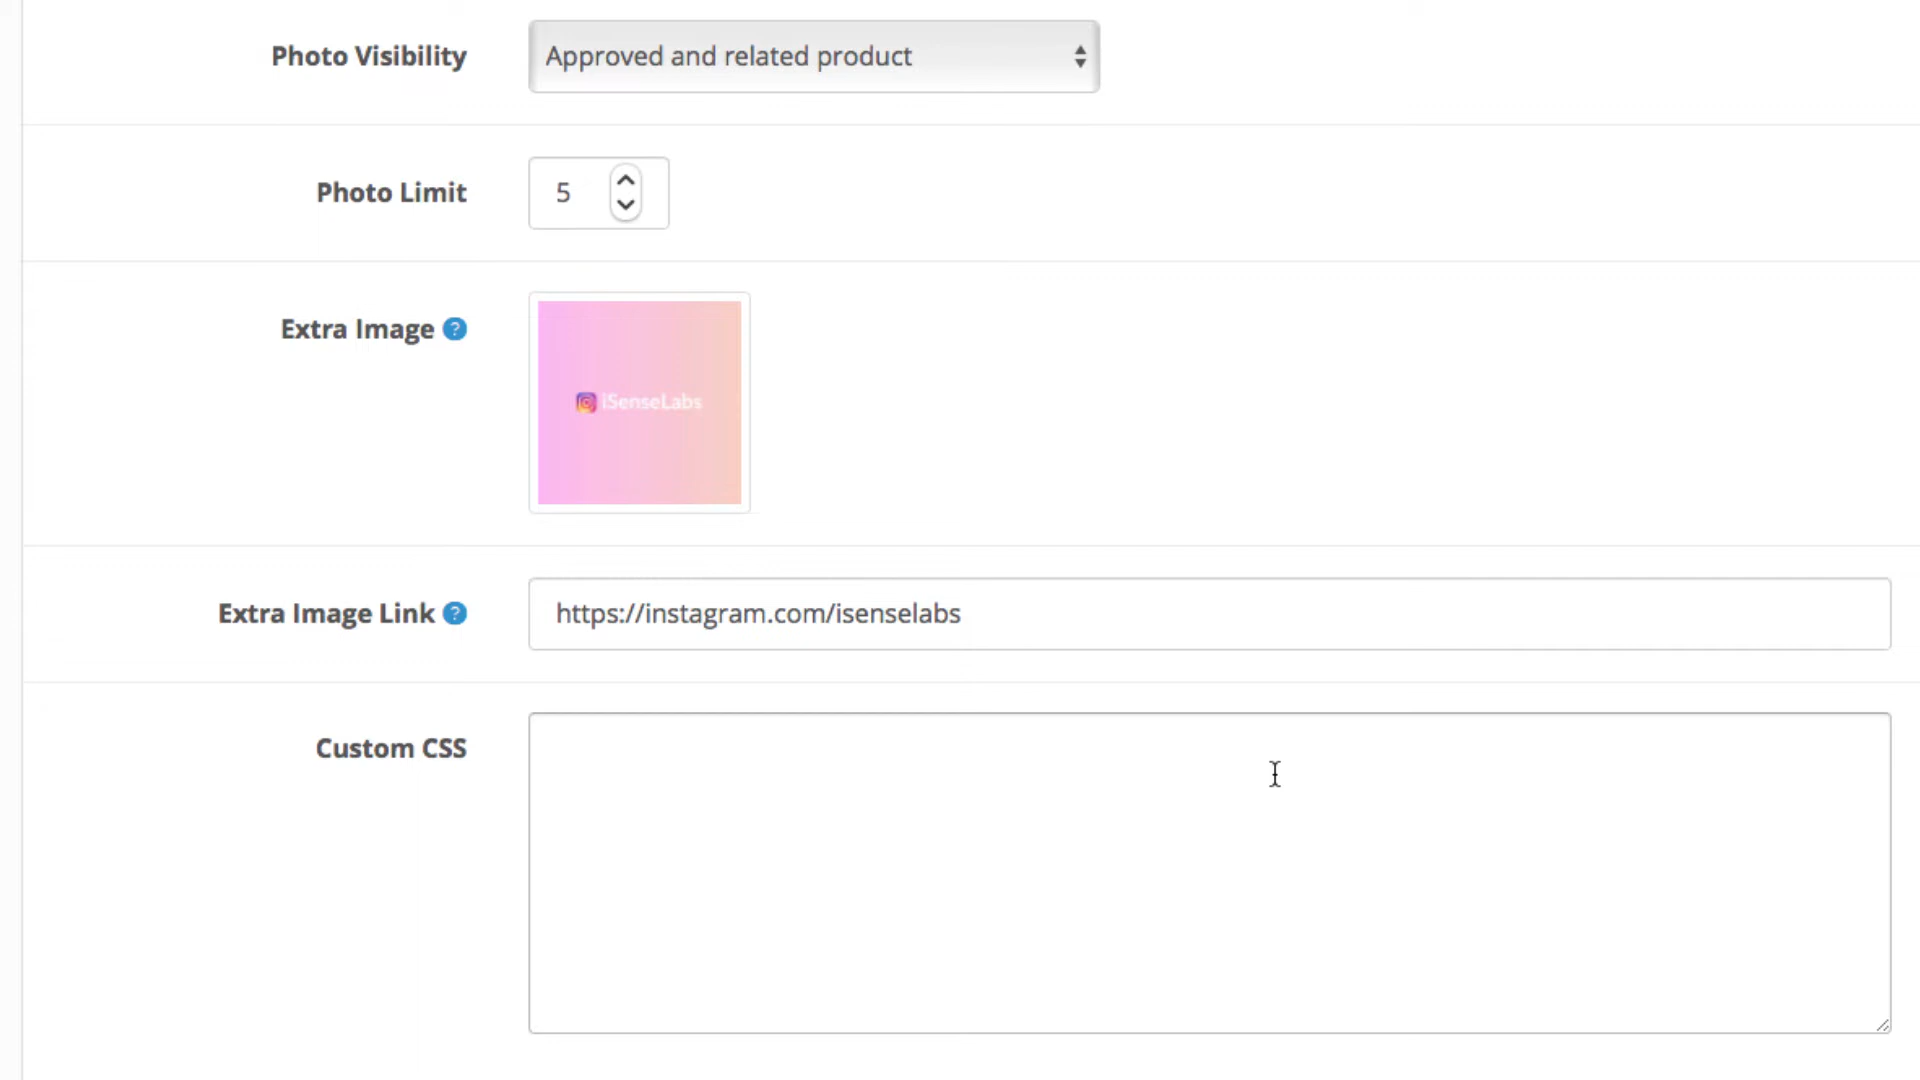 Photo Visibility
Approved and related product
Photo Limit
5
Extra Image ?
iSenseLabs
Extra Image Link ?
https://instagram.com/isenselabs
Custom CSS